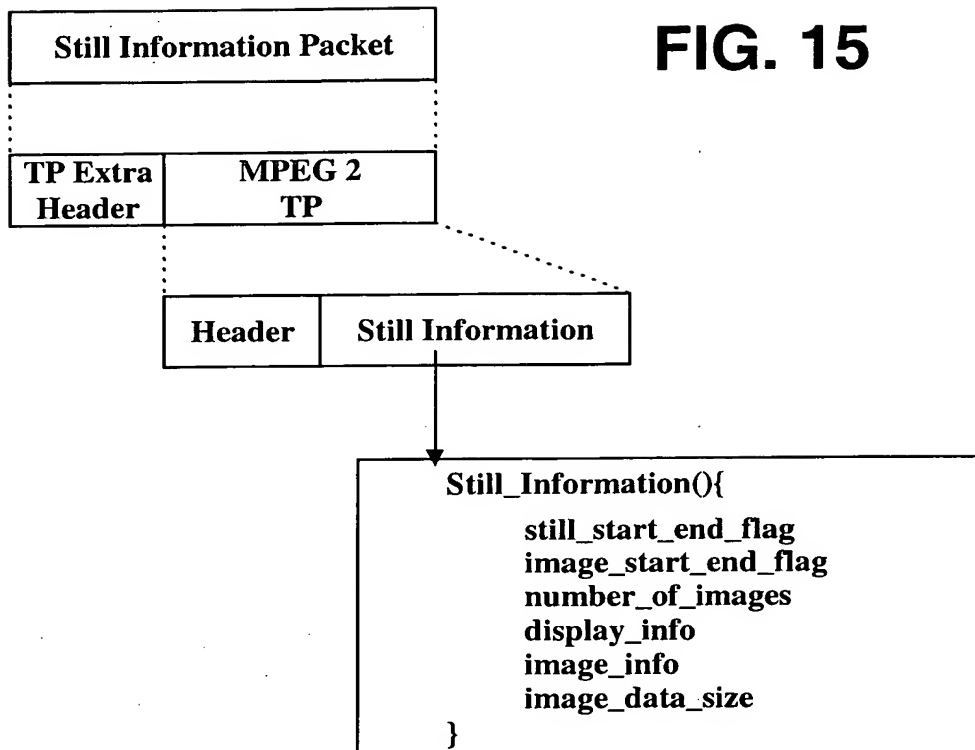 FIG. 15
Still Information Packet
TP Extra
Header
MPEG 2
TP
Header
Still Information
Still_Information(){
still_start_end_flag
image_start_end_flag
number_of_images
display_info
image_info
image_data_size
}